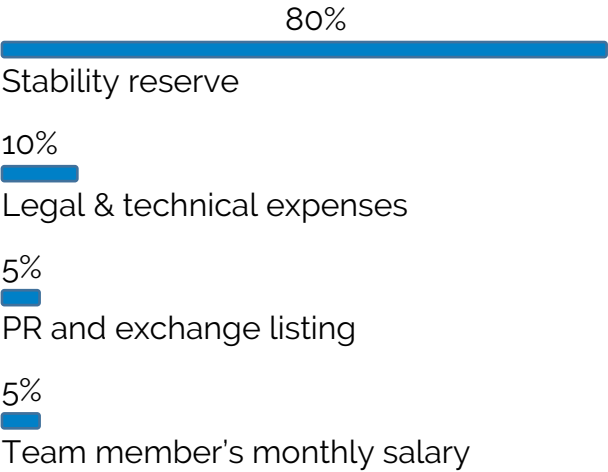 80%
Stability reserve
10%
Legal & technical expenses
5%
PR and exchange listing
5%
Team member’s monthly salary